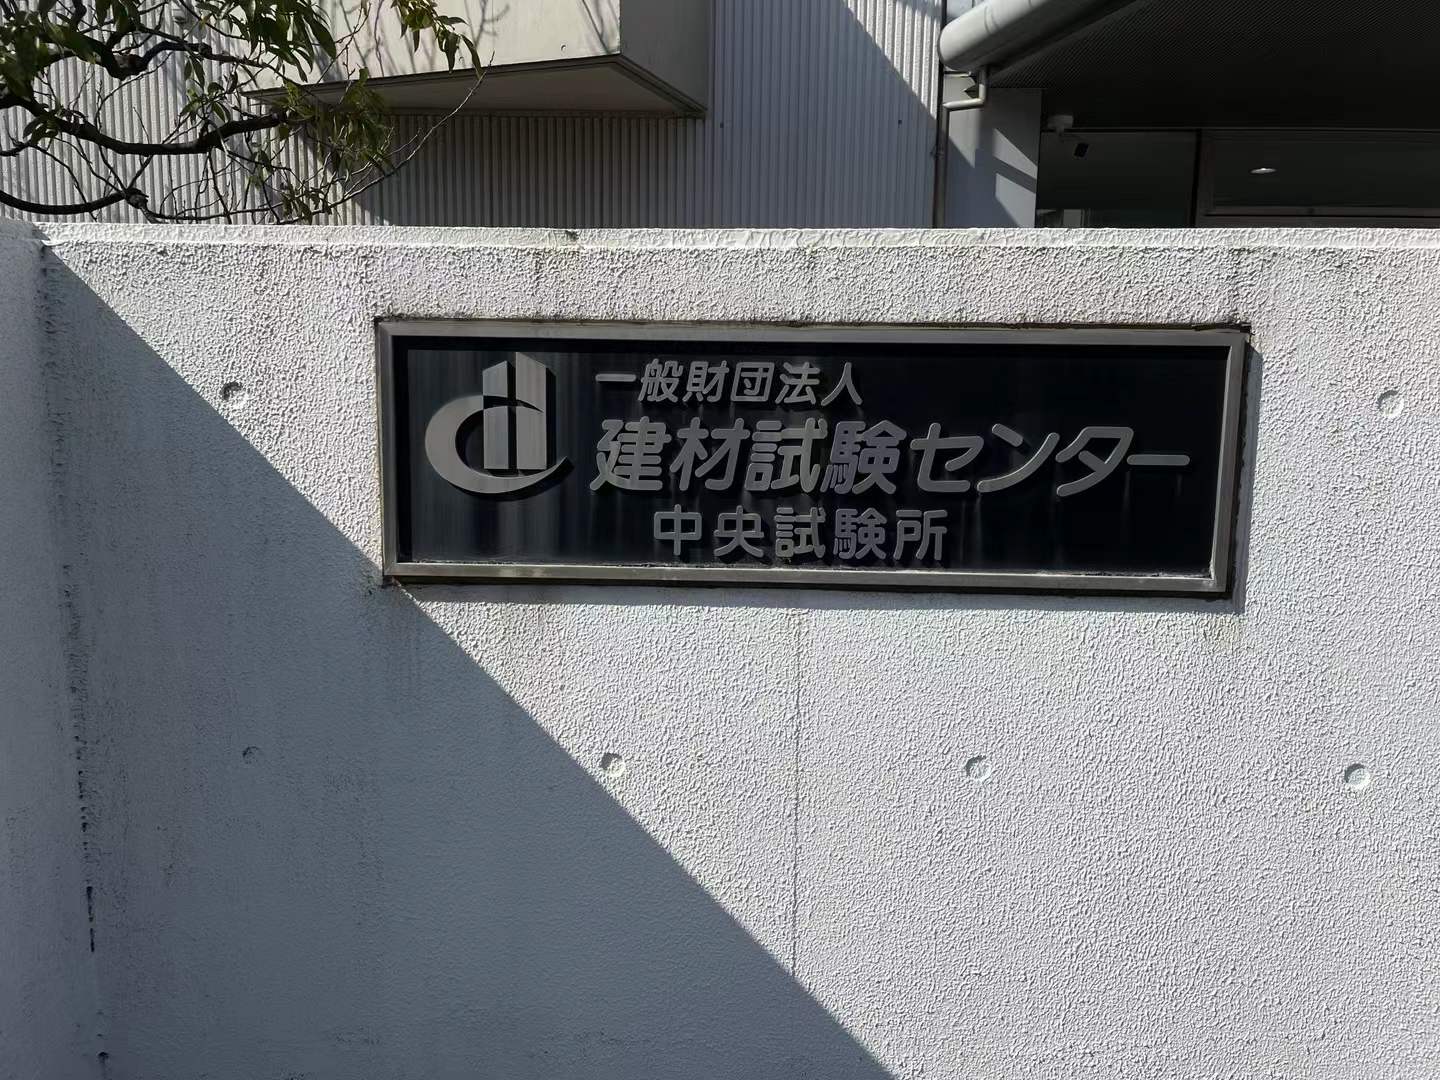 一般財団法人
建材試験センター
中央試験所